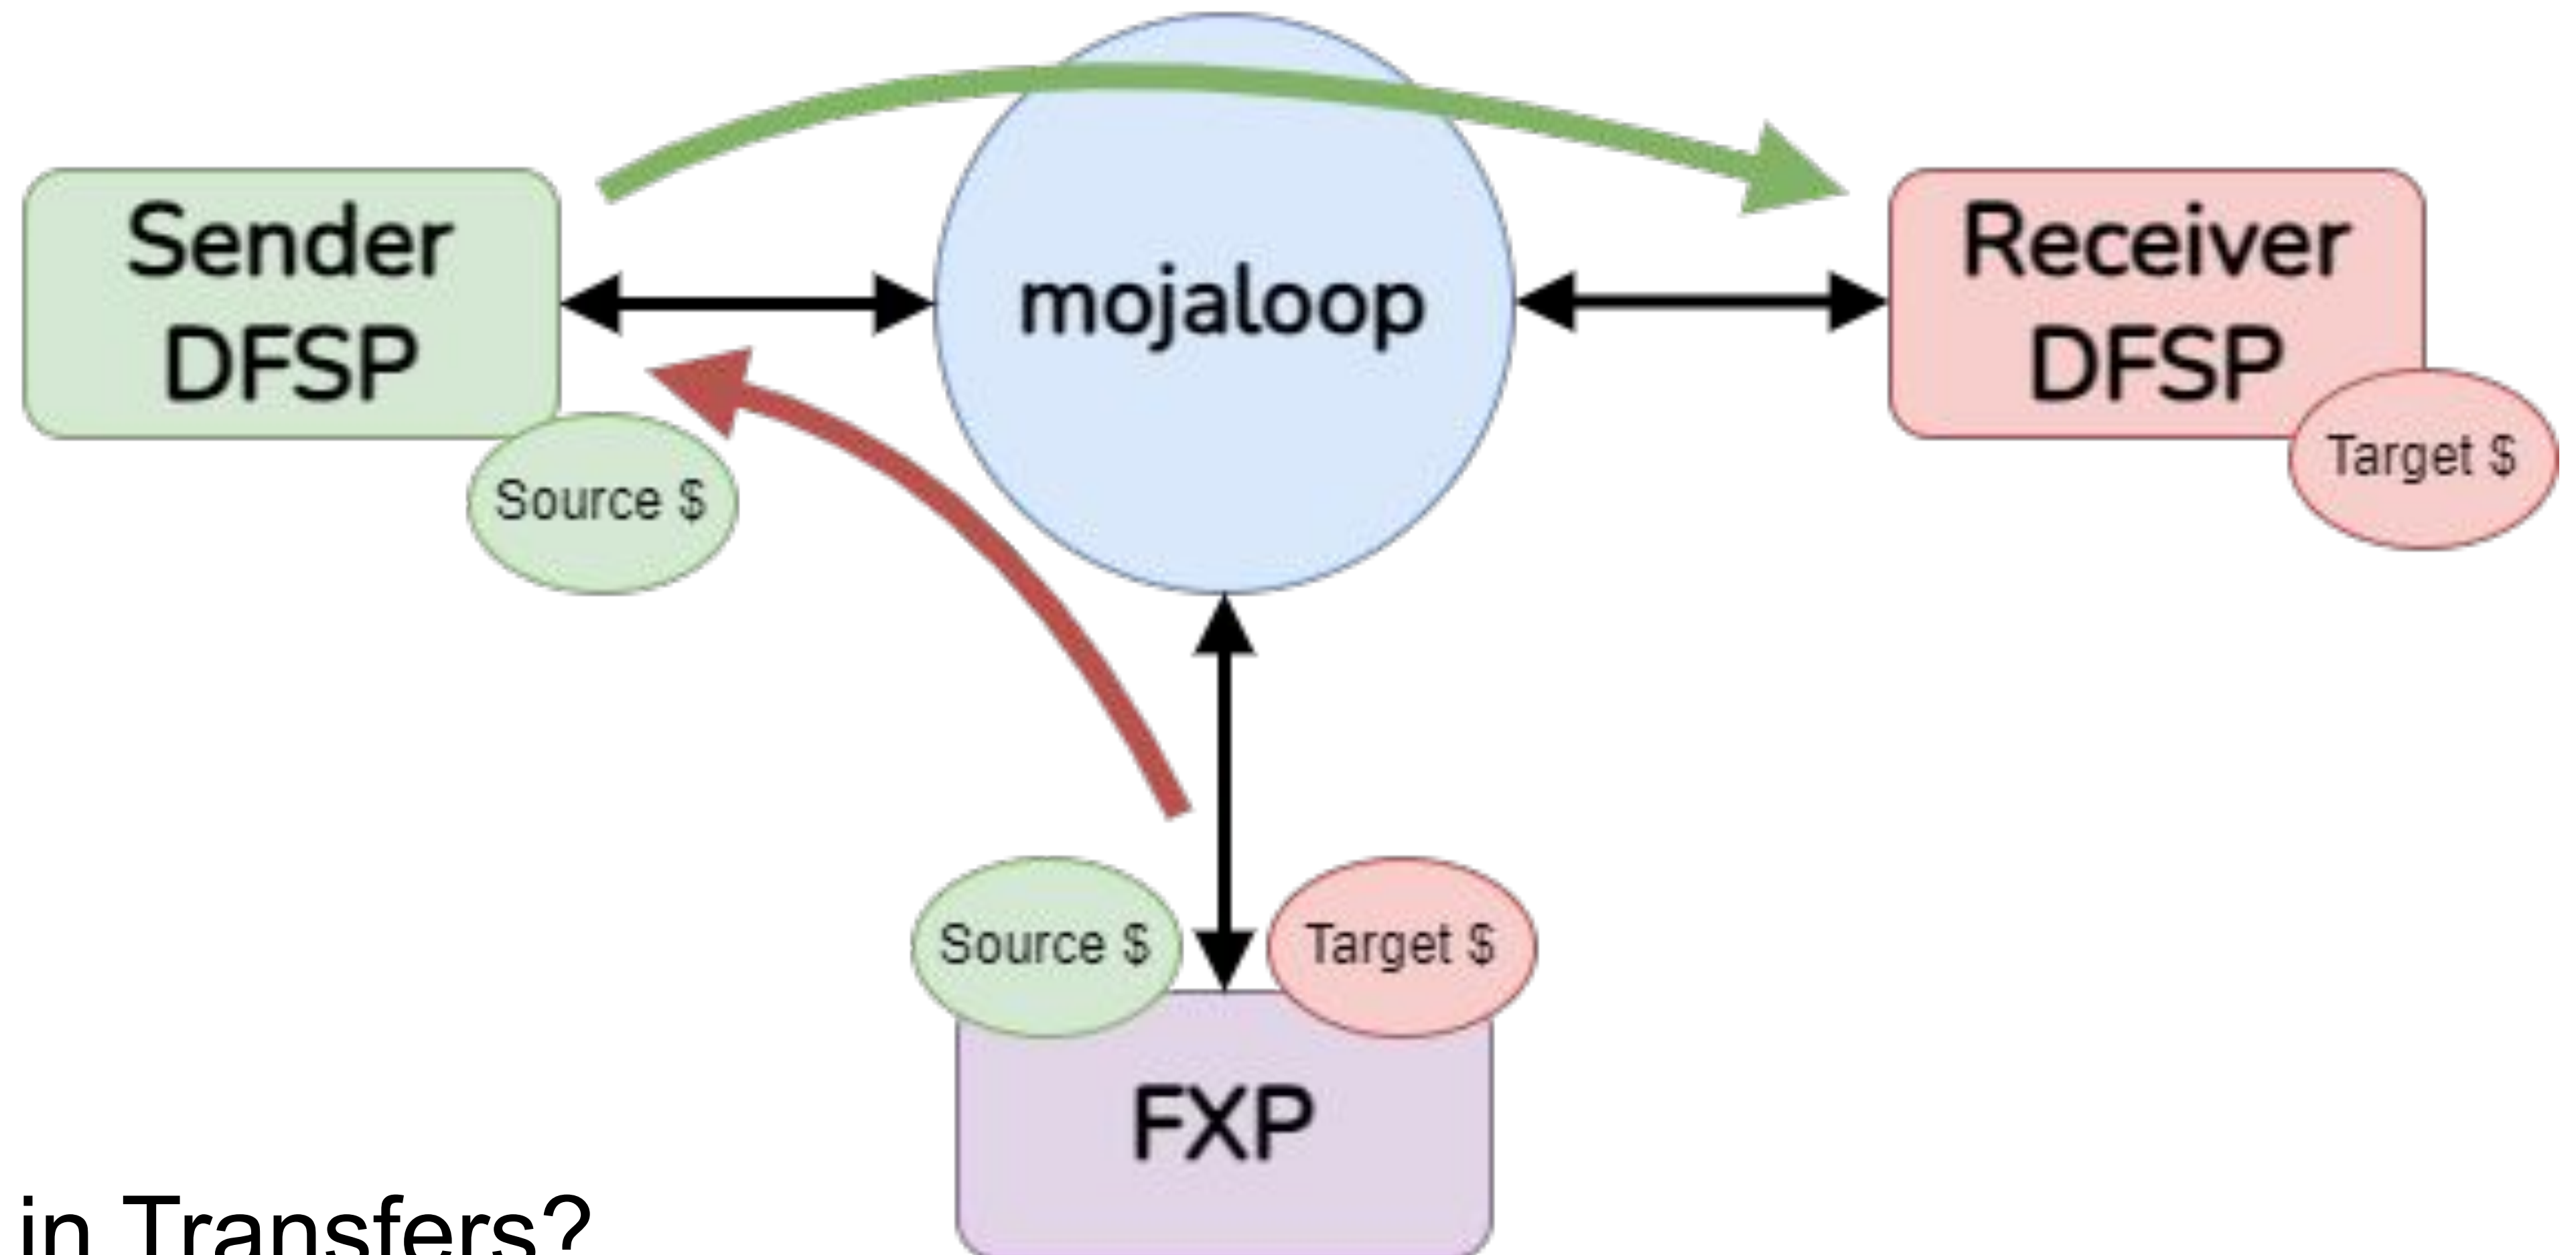 Sender
DFSP
mojaloop
Receiver
DFSP
Source $
Target $
Source $
Target $
FXP
in Transfers?